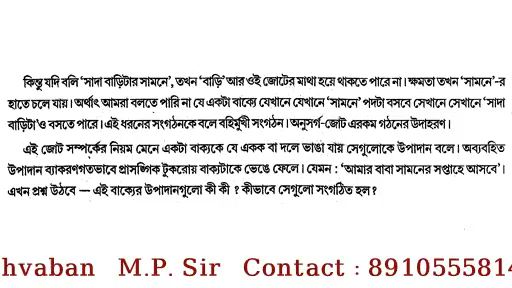 কিন্তু যদি বলি ‘সাদা বাড়িটার সামনে’, তখন ‘বাড়ি’ আর ওই জোটের মাথা হয়ে থাকতে পারে না। ক্ষমতা তখন ‘সামনে’-র
হাতে চলে যায়। অর্থাৎ আমরা বলতে পারি না যে একটা বাক্যে যেখানে যেখানে ‘সামনে’ পদটা বসবে সেখানে সেখানে ‘সাদা
বাড়িটা’ও বসতে পারে। এই ধরনের সংগঠনকে বলে বহির্মুখী সংগঠন। অনুসর্গ-জোট এরকম গঠনের উদাহরণ।
এই জোট সম্পর্কের নিয়ম মেনে একটা বাক্যকে যে একক বা দলে ভাঙা যায় সেগুলোকে উপাদান বলে। অব্যবহিত
উপাদান ব্যাকরণগতভাবে প্রাসঙ্গিক টুকরোয় বাক্যটাকে ভেঙে ফেলে। যেমন : ‘আমার বাবা সামনের সপ্তাহে আসবে’।
এখন প্রশ্ন উঠবে — এই বাক্যের উপাদানগুলো কী কী ? কীভাবে সেগুলো সংগঠিত হল ?
hvaban M.P. Sir Contact : 8910555814